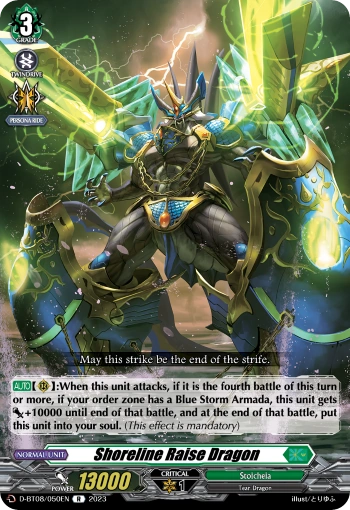 3
GRADE
TWINDRIVE
PERSONA RIDE
May this strike be the end of the strife.
AUTO【 】:When this unit attacks, if it is the fourth battle of this turn
or more, if your order zone has a Blue Storm Armada, this unit gets
+10000 until end of that battle, and at the end of that battle, put
this unit into your soul. (This effect is mandatory)
NORMAL UNIT
Shoreline Raise Dragon
POWER 13000
CRITICAL
1
Stoicheia
Tear Dragon
D-BT08/050EN R 2023
illust/とりゆふ